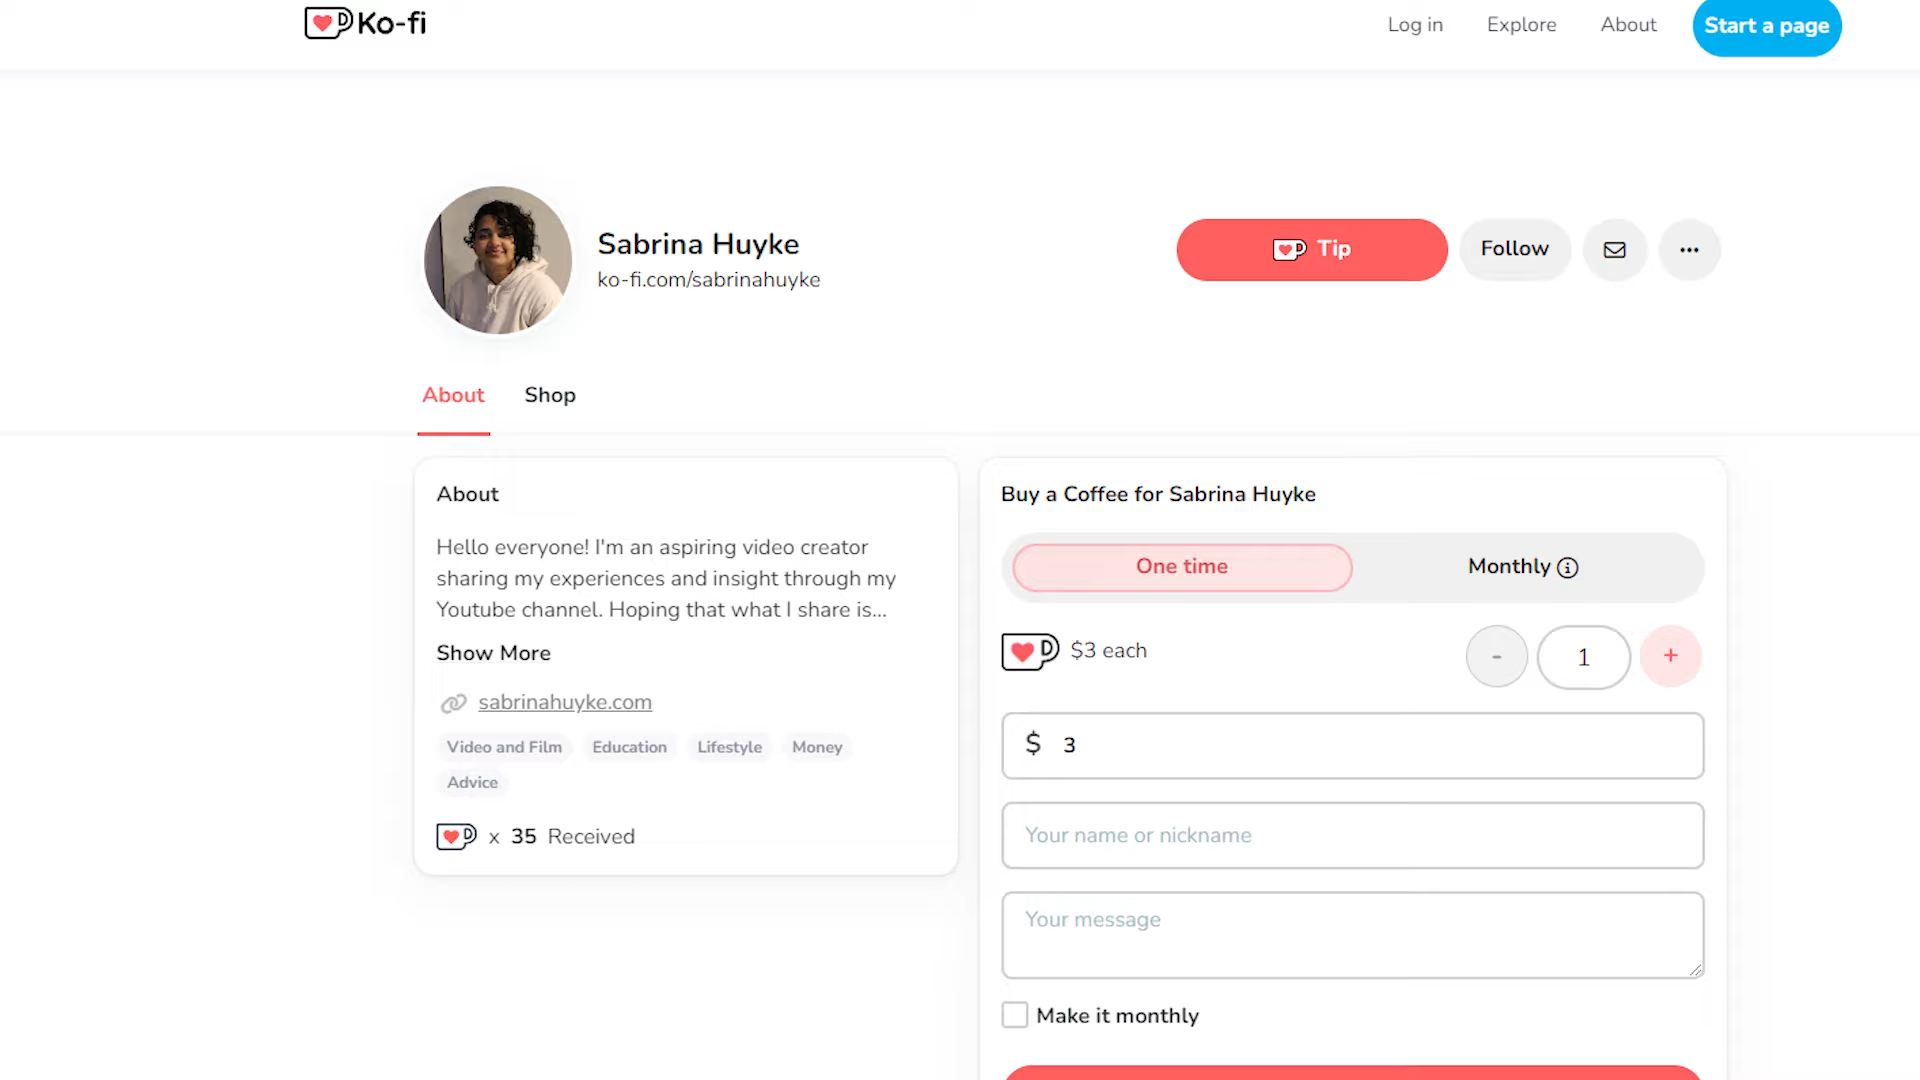 Ko-fi
Log in
Explore
About
Start a page
Sabrina Huyke
ko-fi.com/sabrinahuyke
Tip
Follow
About
Shop
About
Hello everyone! I'm an aspiring video creator
sharing my experiences and insight through my
Youtube channel. Hoping that what I share is...
Show More
sabrinahuyke.com
Video and Film
Education
Lifestyle
Money
Advice
x 35 Received
Buy a Coffee for Sabrina Huyke
One time
Monthly
$3 each
-
1
+
$ 3
Your name or nickname
Your message
Make it monthly